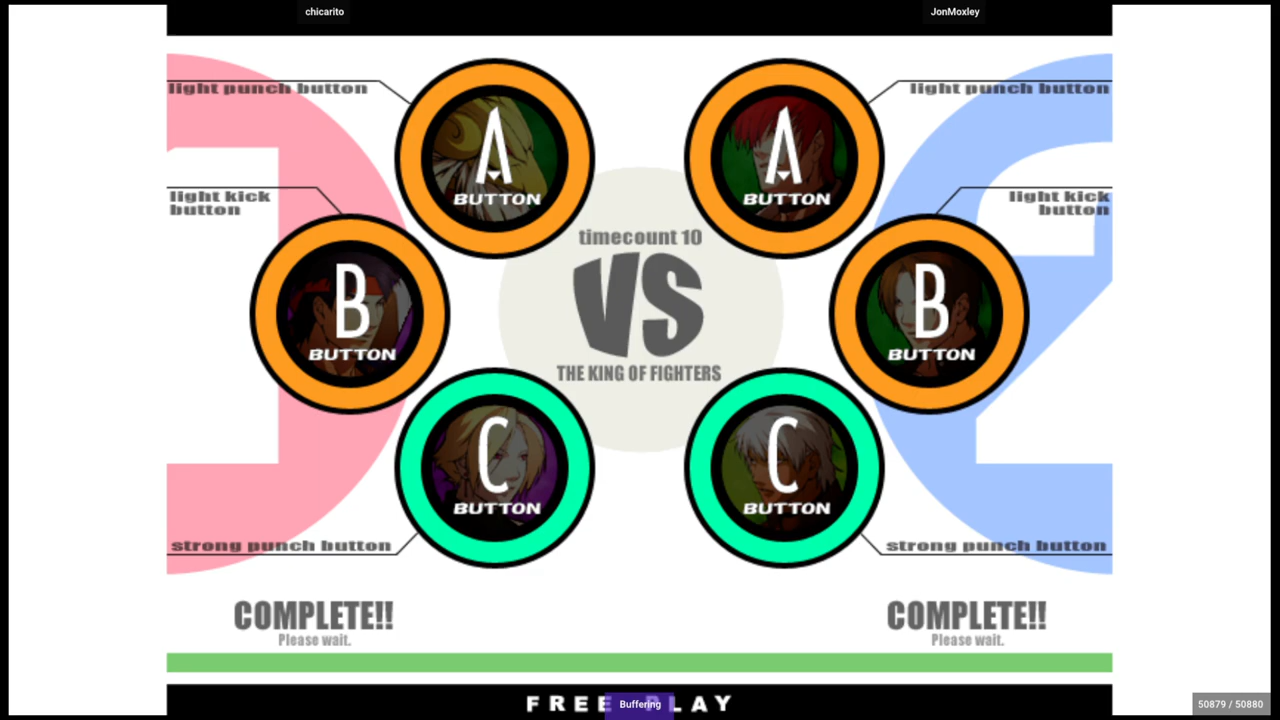 chicarito
JonMoxley
light punch button
light punch button
A
BUTTON
A
BUTTON
light kick
button
light kick
button
timecount 10
VS
THE KING OF FIGHTERS
B
BUTTON
B
BUTTON
C
BUTTON
C
BUTTON
strong punch button
strong punch button
COMPLETE!!
Please wait.
COMPLETE!!
Please wait.
FREE PLAY
Buffering
50879 / 50880